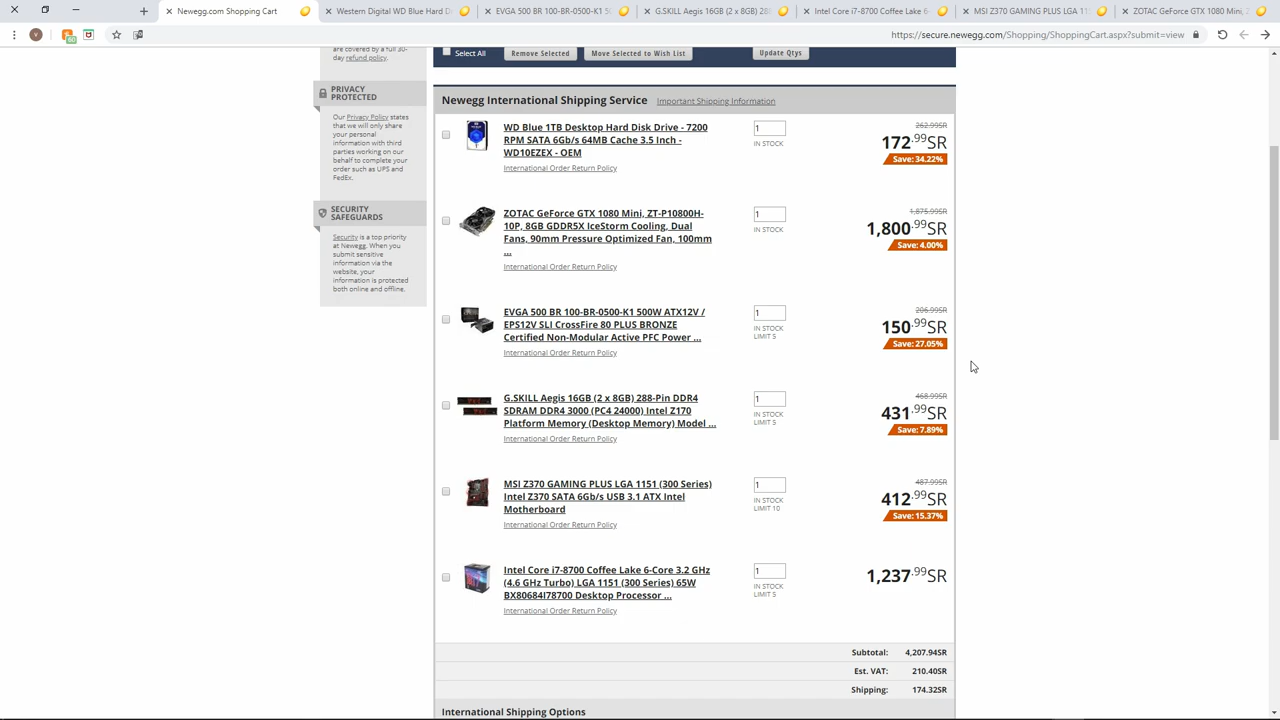 Newegg.com Shopping Cart
Western Digital WD Blue Hard D
EVGA 500 BR 100-BR-0500-K1 50
G.SKILL Aegis 16GB (2 x 8GB) 288
Intel Core i7-8700 Coffee Lake 6-
MSI Z370 GAMING PLUS LGA 115
ZOTAC GeForce GTX 1080 Mini, Z
https://secure.newegg.com/Shopping/ShoppingCart.aspx?submit=view
are covered by a full 30-
day refund policy.
PRIVACY
PROTECTED
Our Privacy Policy states
that we will only share
your personal
information with third
parties working on our
behalf to complete your
order such as UPS and
FedEx.
SECURITY
SAFEGUARDS
Security is a top priority
at Newegg. When you
submit sensitive
information via the
website, your
information is protected
both online and offline.
Select All
Remove Selected
Move Selected to Wish List
Update Qtys
Newegg International Shipping Service
Important Shipping Information
WD Blue 1TB Desktop Hard Disk Drive - 7200
RPM SATA 6Gb/s 64MB Cache 3.5 Inch -
WD10EZEX - OEM
International Order Return Policy
1
IN STOCK
262.99SR
172.99SR
Save: 34.22%
ZOTAC GeForce GTX 1080 Mini, ZT-P10800H-
10P, 8GB GDDR5X IceStorm Cooling, Dual
Fans, 90mm Pressure Optimized Fan, 100mm
...
International Order Return Policy
1
IN STOCK
1,875.99SR
1,800.99SR
Save: 4.00%
EVGA 500 BR 100-BR-0500-K1 500W ATX12V /
EPS12V SLI CrossFire 80 PLUS BRONZE
Certified Non-Modular Active PFC Power ...
International Order Return Policy
1
IN STOCK
LIMIT 5
206.99SR
150.99SR
Save: 27.05%
G.SKILL Aegis 16GB (2 x 8GB) 288-Pin DDR4
SDRAM DDR4 3000 (PC4 24000) Intel Z170
Platform Memory (Desktop Memory) Model ...
International Order Return Policy
1
IN STOCK
LIMIT 5
468.99SR
431.99SR
Save: 7.89%
MSI Z370 GAMING PLUS LGA 1151 (300 Series)
Intel Z370 SATA 6Gb/s USB 3.1 ATX Intel
Motherboard
International Order Return Policy
1
IN STOCK
LIMIT 10
487.99SR
412.99SR
Save: 15.37%
Intel Core i7-8700 Coffee Lake 6-Core 3.2 GHz
(4.6 GHz Turbo) LGA 1151 (300 Series) 65W
BX80684I78700 Desktop Processor ...
International Order Return Policy
1
IN STOCK
LIMIT 5
1,237.99SR
Subtotal: 4,207.94SR
Est. VAT: 210.40SR
Shipping: 174.32SR
International Shipping Options